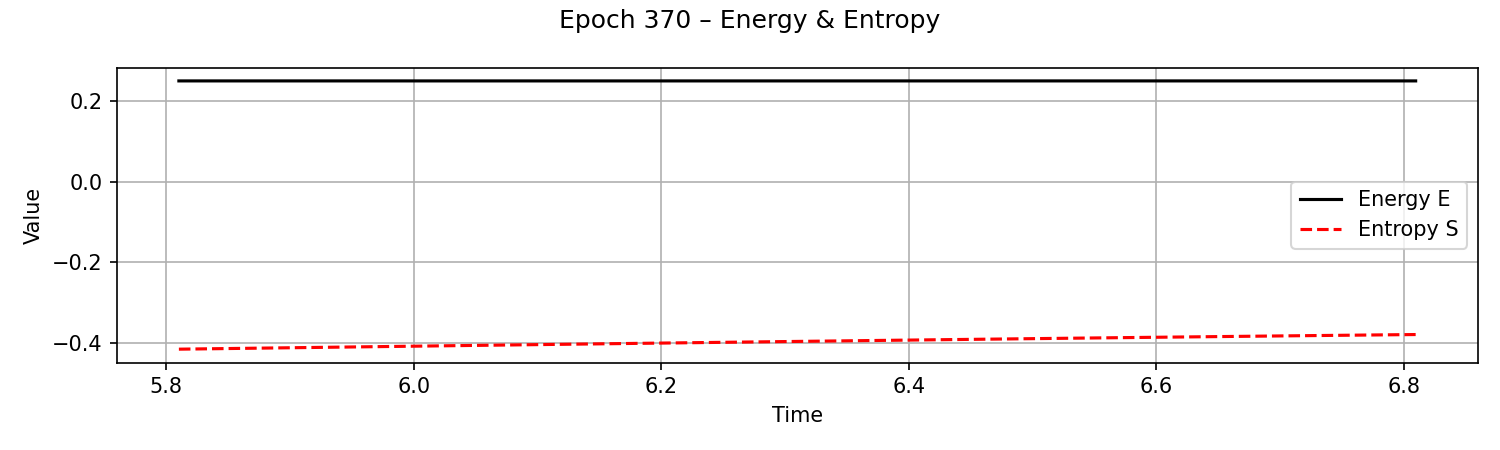 Epoch 370 – Energy & Entropy
Value
0.2
0.0
−0.2
−0.4
Energy E
Entropy S
5.8 6.0 6.2 6.4 6.6 6.8
Time